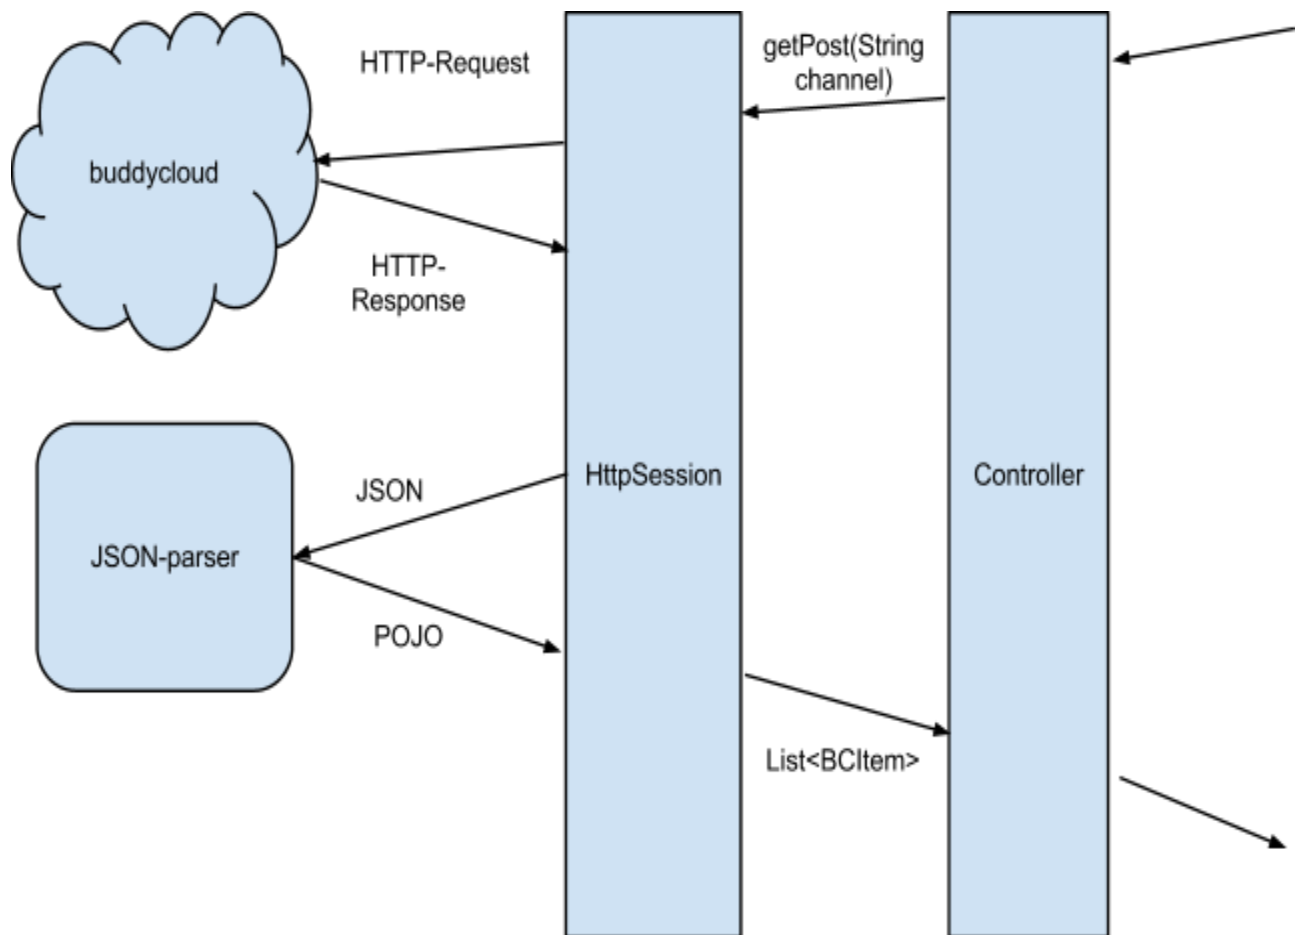 HTTP-Request
getPost(String
channel)
buddycloud
HTTP-
Response
HttpSession
Controller
JSON
JSON-parser
POJO
List<BCItem>